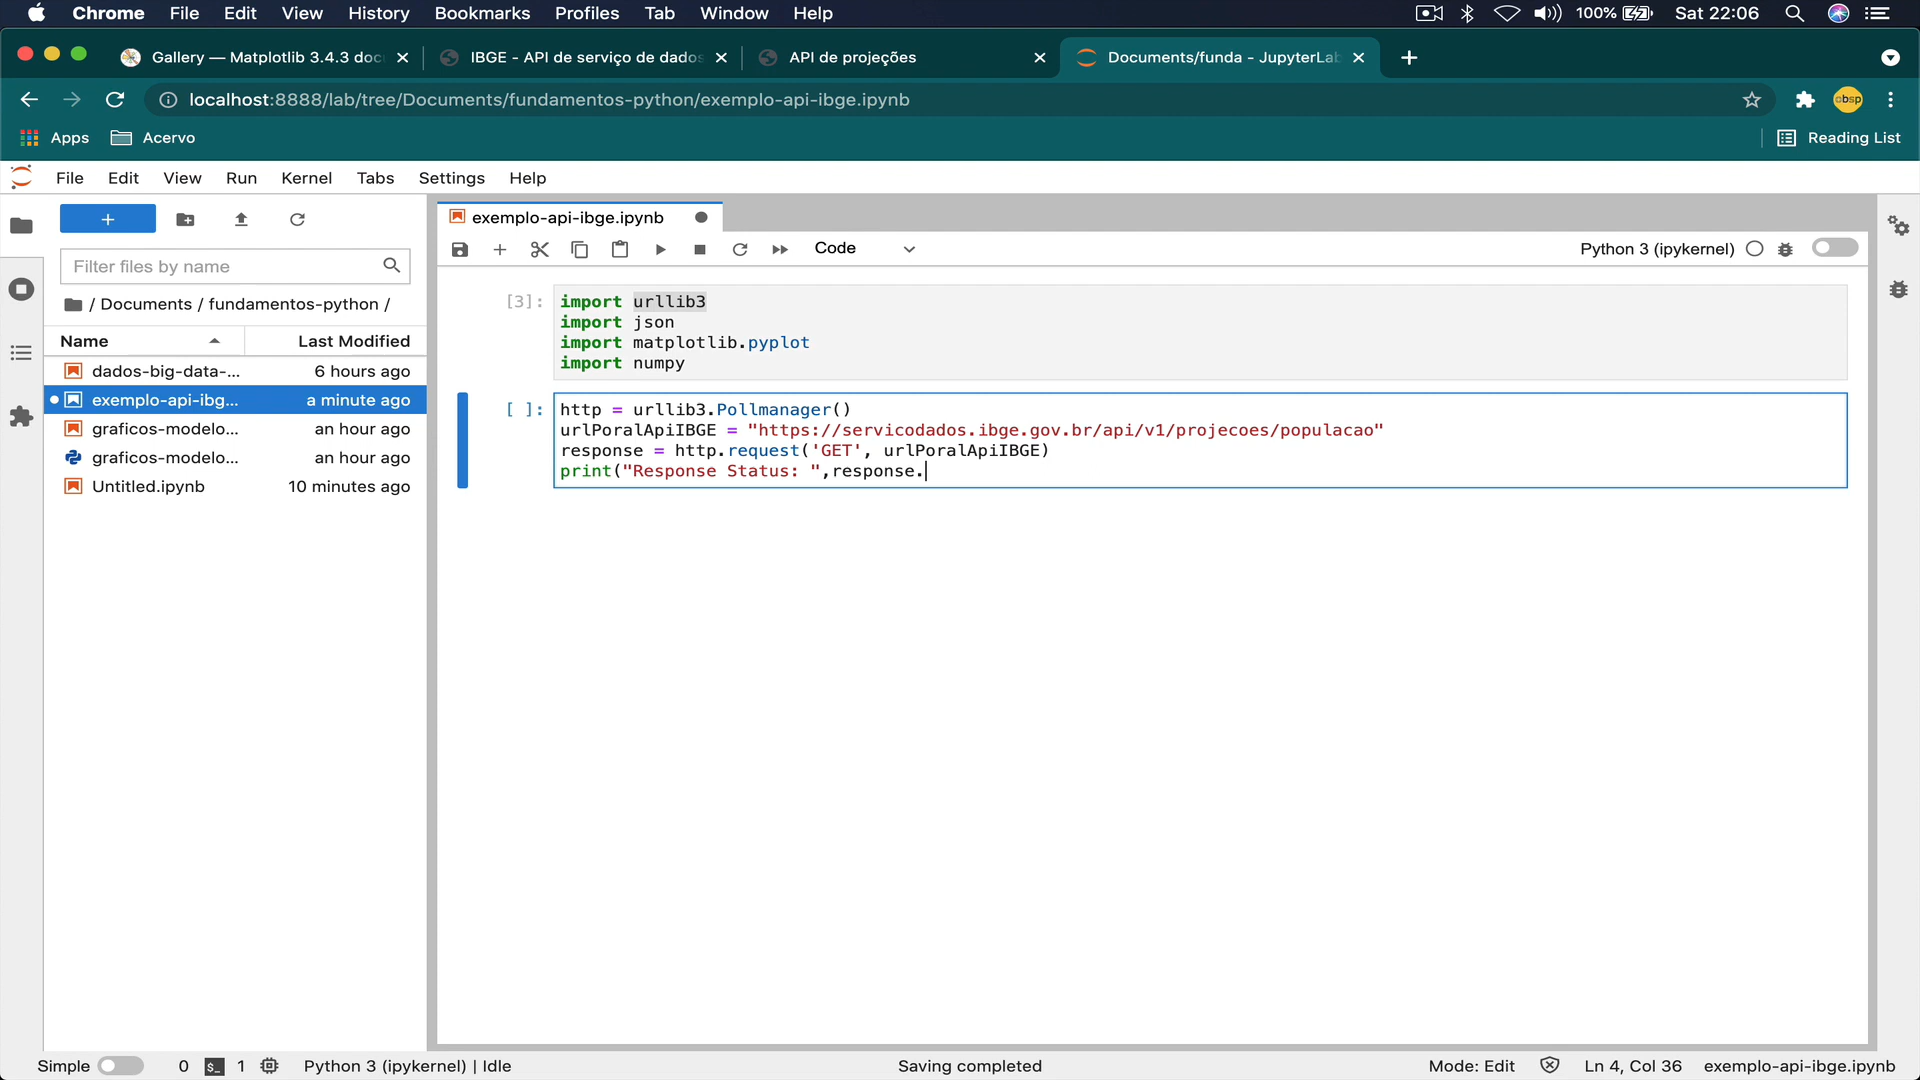 Chrome File Edit View History Bookmarks Profiles Tab Window Help 100% Sat 22:06
Gallery — Matplotlib 3.4.3 doc IBGE - API de serviço de dados API de projeções Documents/funda - JupyterLab
localhost:8888/lab/tree/Documents/fundamentos-python/exemplo-api-ibge.ipynb
Apps Acervo Reading List
File Edit View Run Kernel Tabs Settings Help
exemplo-api-ibge.ipynb
Code Python 3 (ipykernel)
Filter files by name
/ Documents / fundamentos-python /
Name Last Modified
dados-big-data-... 6 hours ago
exemplo-api-ibg... a minute ago
graficos-modelo... an hour ago
graficos-modelo... an hour ago
Untitled.ipynb 10 minutes ago
[3]: import urllib3
import json
import matplotlib.pyplot
import numpy
[ ]: http = urllib3.Pollmanager()
urlPoralApiIBGE = "https://servicodados.ibge.gov.br/api/v1/projecoes/populacao"
response = http.request('GET', urlPoralApiIBGE)
print("Response Status: ",response.
Simple 0 $_ 1 Python 3 (ipykernel) | Idle Saving completed Mode: Edit Ln 4, Col 36 exemplo-api-ibge.ipynb